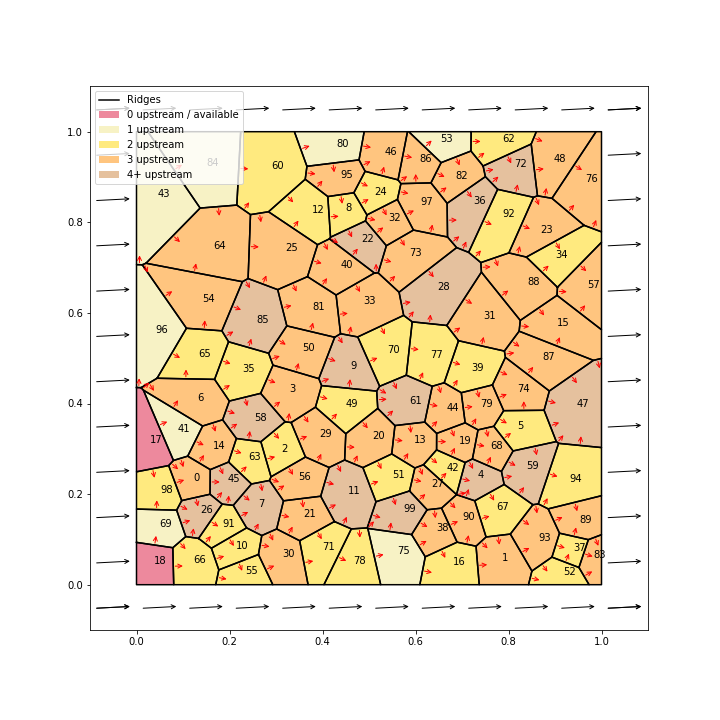 Ridges
0 upstream / available
1 upstream
2 upstream
3 upstream
4+ upstream
1.0
0.8
0.6
0.4
0.2
0.0
0.0 0.2 0.4 0.6 0.8 1.0
84 60 80 46 53 62
86 72 48
95 82 76
43 24 36
12 8 32 97 92
64 25 22 23
40 73 34
54 28 88 57
81 33
96 85 31 15
65 50 70 77 87
35 9 39
3 74
6 49 61 44 79 47
58
41 5
17 14 29 20 13 19 68
2
63 42 59
98 0 45 56 51 4 94
11 27
26 7 67
69 91 21 99 38 90 89
10 93
71 75 37 83
18 66 30 78 16 1
55 52